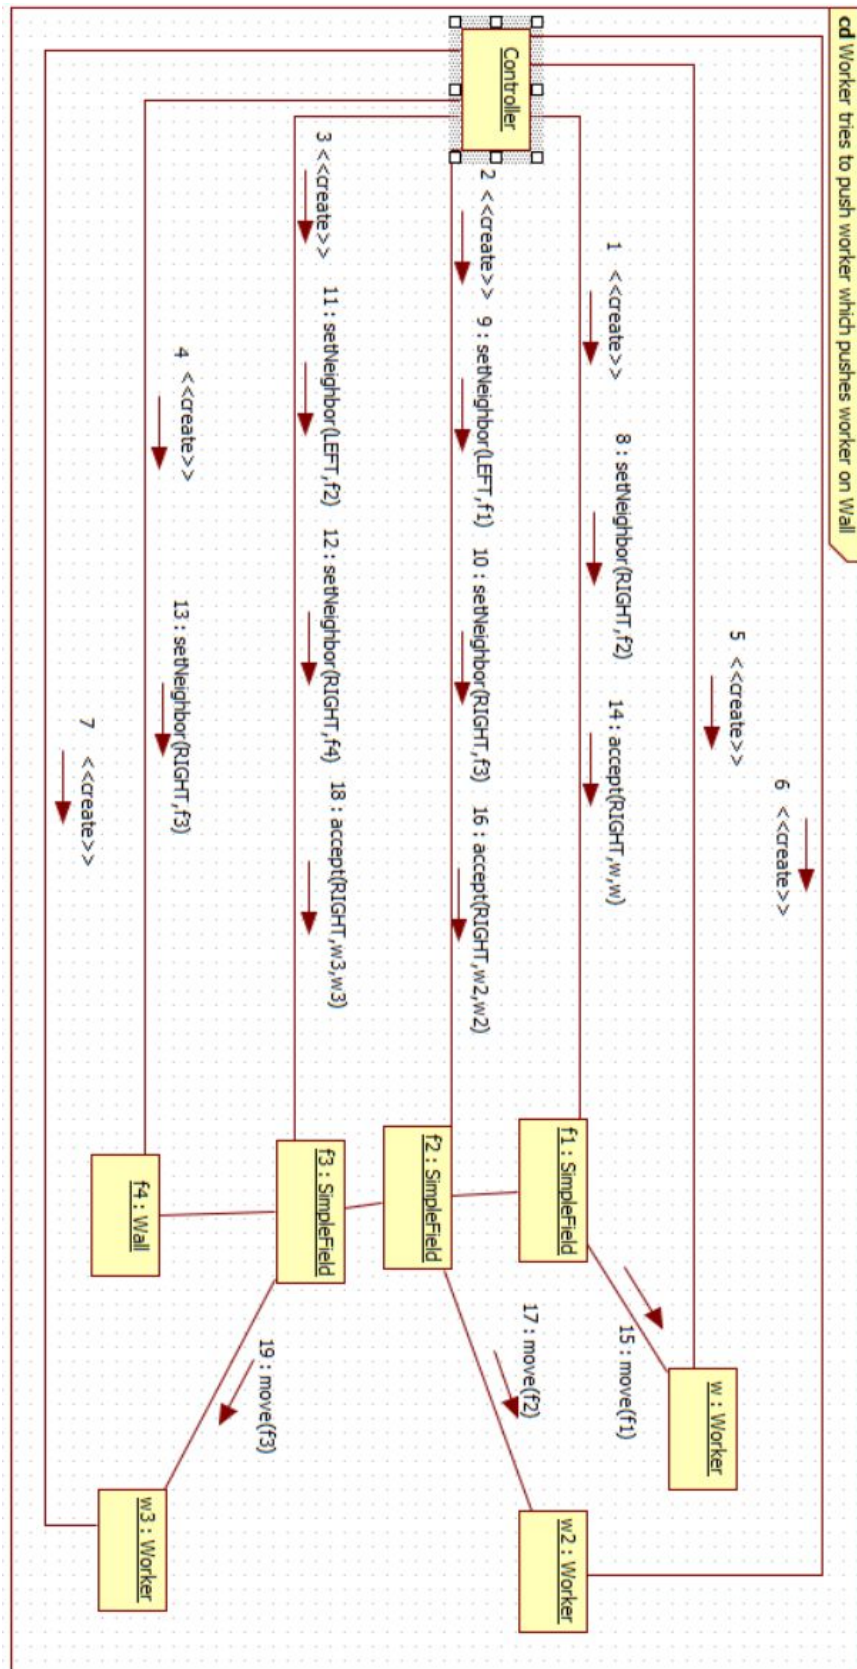 cd Worker tries to push worker which pushes worker on Wall
Controller
6 <<create>>
5 <<create>>
1 <<create>>
8 : setNeighbor(RIGHT,f2)
14 : accept(RIGHT,w,w)
2 <<create>>
9 : setNeighbor(LEFT,f1)
10 : setNeighbor(RIGHT,f3)
16 : accept(RIGHT,w2,w2)
3 <<create>>
11 : setNeighbor(LEFT,f2)
12 : setNeighbor(RIGHT,f4)
18 : accept(RIGHT,w3,w3)
4 <<create>>
13 : setNeighbor(RIGHT,f3)
7 <<create>>
f1 : SimpleField
f2 : SimpleField
f3 : SimpleField
f4 : Wall
15 : move(f1)
17 : move(f2)
19 : move(f3)
w : Worker
w2 : Worker
w3 : Worker